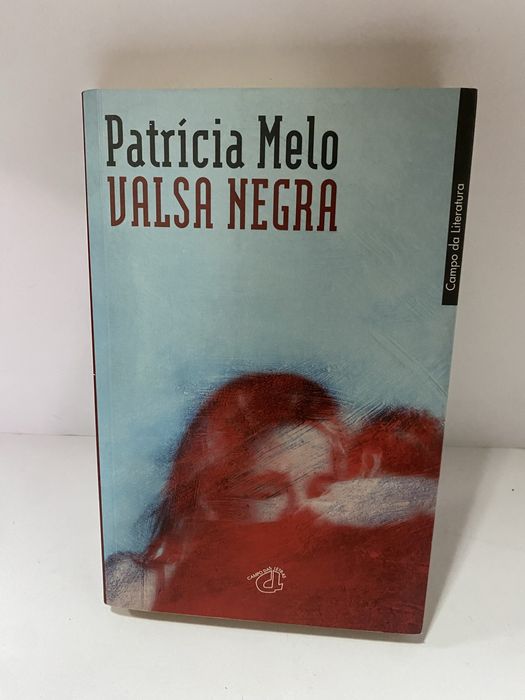 Patrícia Melo
VALSA NEGRA
Campo da Literatura
CAMPO DAS LETRAS